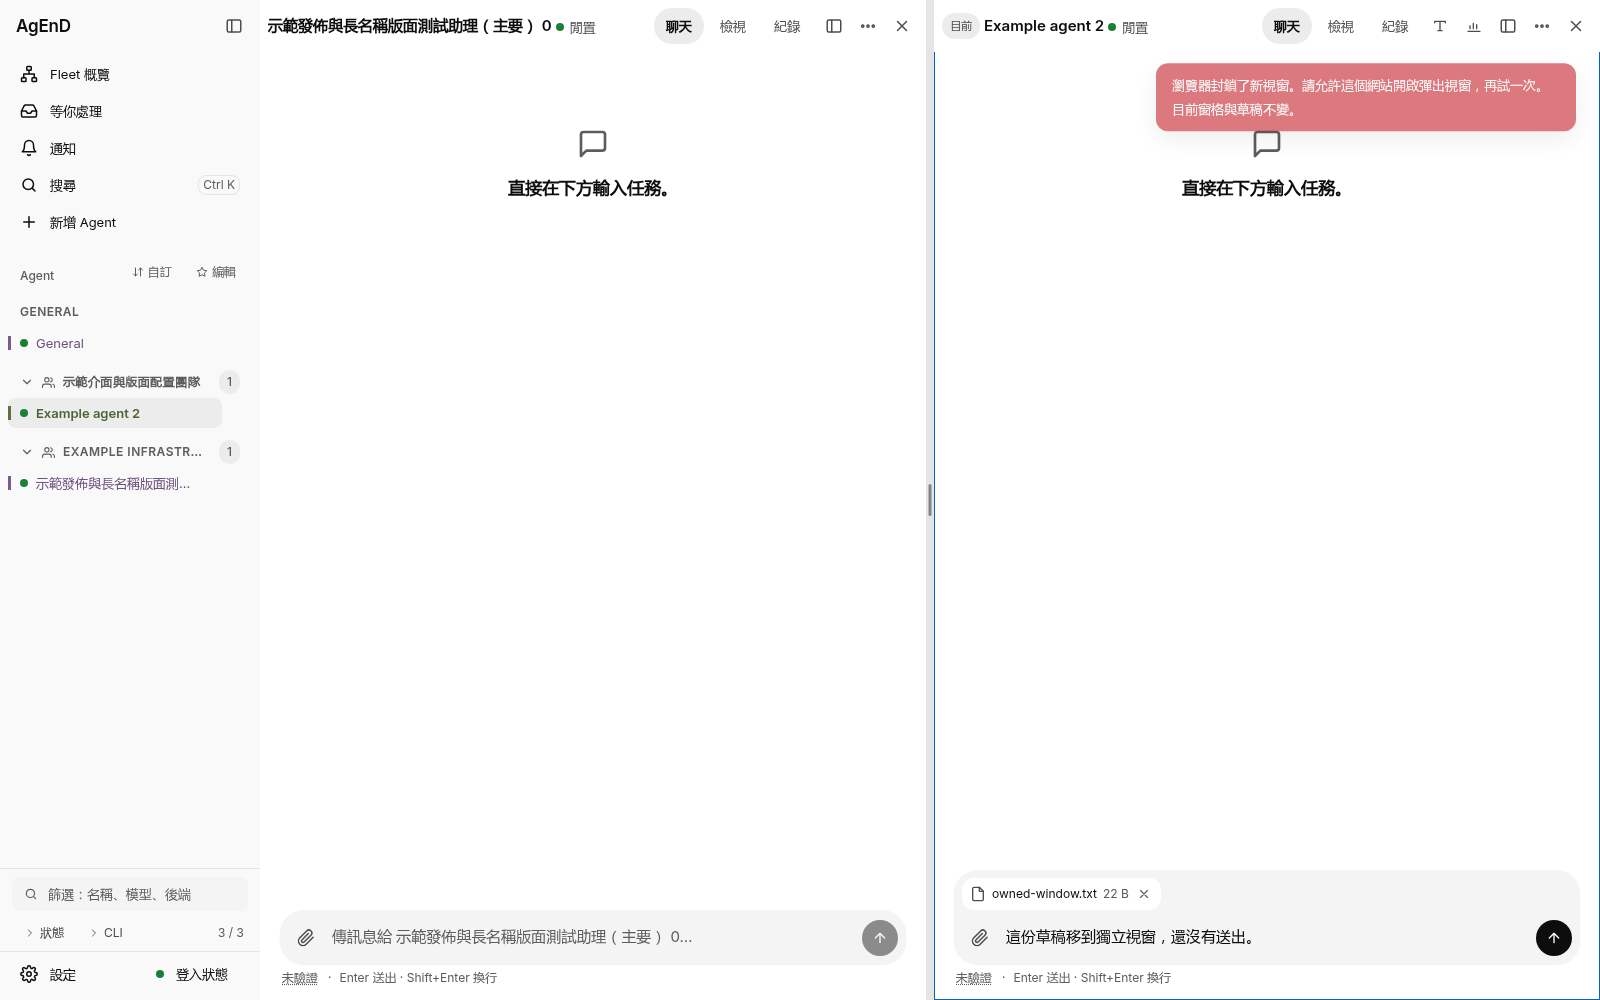 AgEnD
Fleet 概覽
等你處理
通知
搜尋 Ctrl K
新增 Agent
Agent 自訂 編輯
GENERAL
General
示範介面與版面配置團隊 1
Example agent 2
EXAMPLE INFRASTR... 1
示範發佈與長名稱版面測...
篩選：名稱、模型、後端
狀態 CLI 3 / 3
設定 登入狀態
示範發佈與長名稱版面測試助理（主要）0 閒置 聊天 檢視 紀錄
直接在下方輸入任務。
傳訊息給 示範發佈與長名稱版面測試助理（主要）0...
未驗證 · Enter 送出 · Shift+Enter 換行
目前 Example agent 2 閒置 聊天 檢視 紀錄
瀏覽器封鎖了新視窗。請允許這個網站開啟彈出視窗，再試一次。
目前窗格與草稿不變。
直接在下方輸入任務。
owned-window.txt 22 B
這份草稿移到獨立視窗，還沒有送出。
未驗證 · Enter 送出 · Shift+Enter 換行